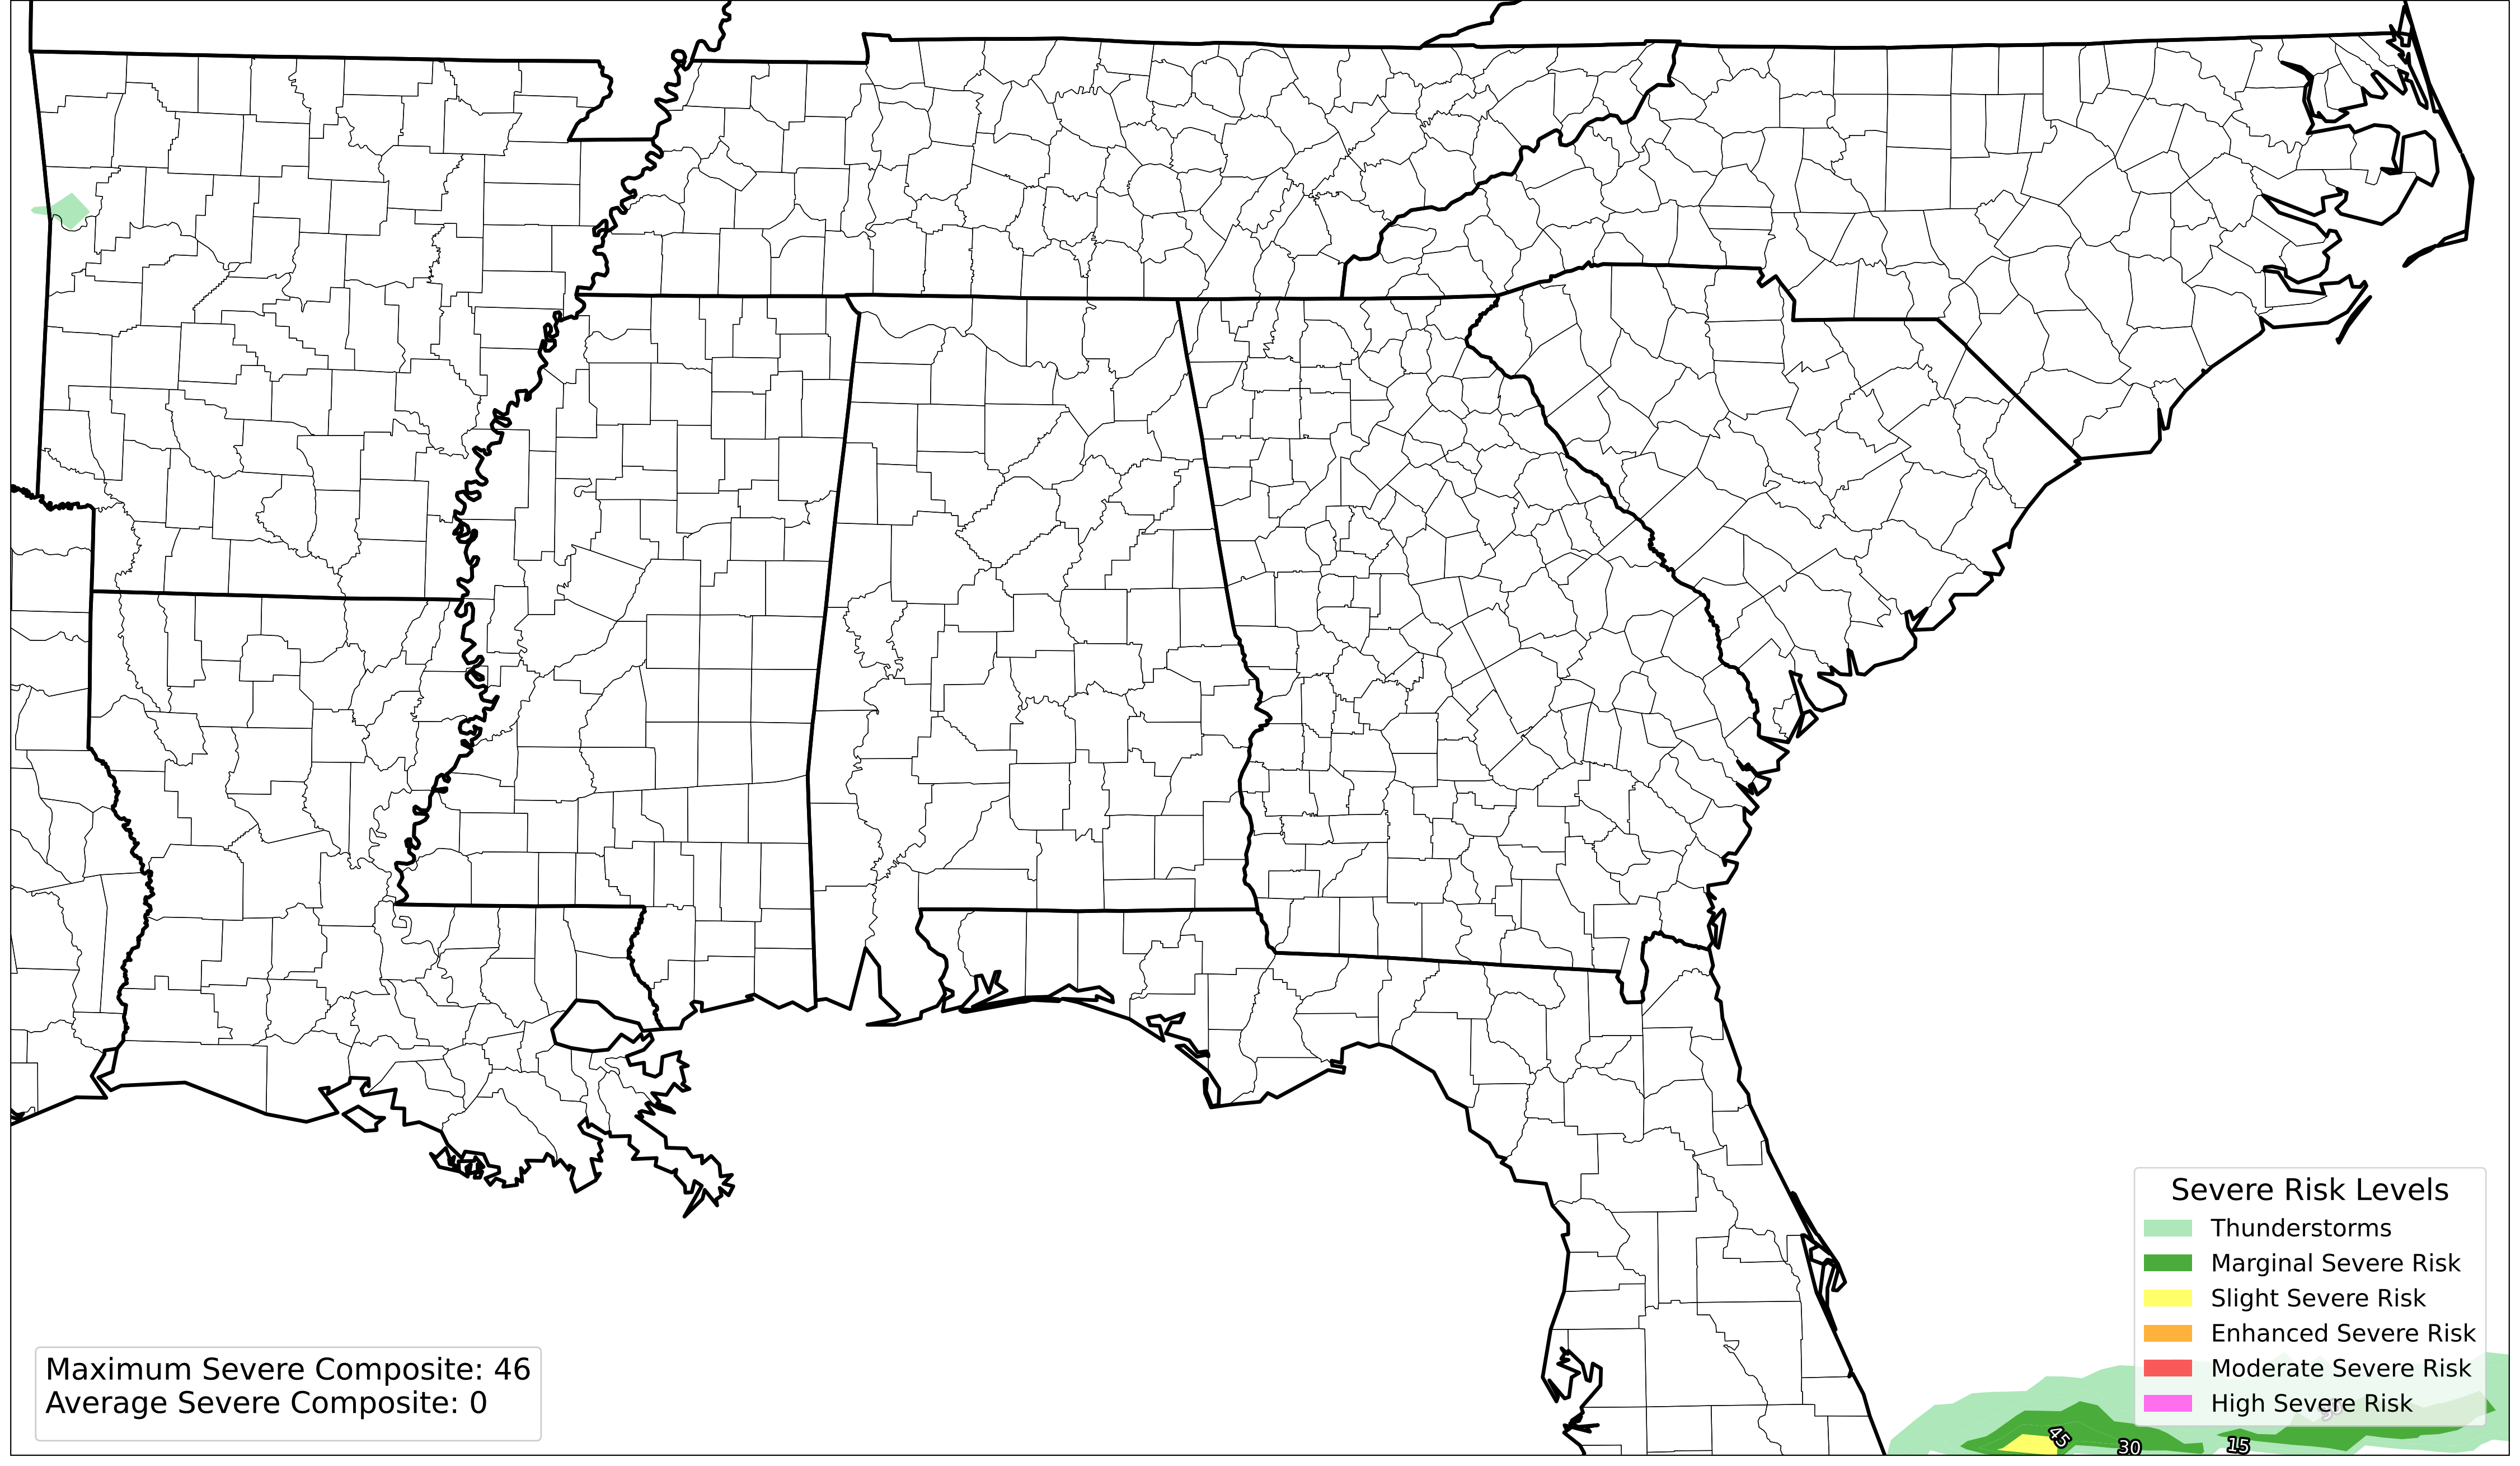 Severe Risk Levels
Thunderstorms
Marginal Severe Risk
Slight Severe Risk
Enhanced Severe Risk
Moderate Severe Risk
High Severe Risk
Maximum Severe Composite: 46
Average Severe Composite: 0
45
30
15